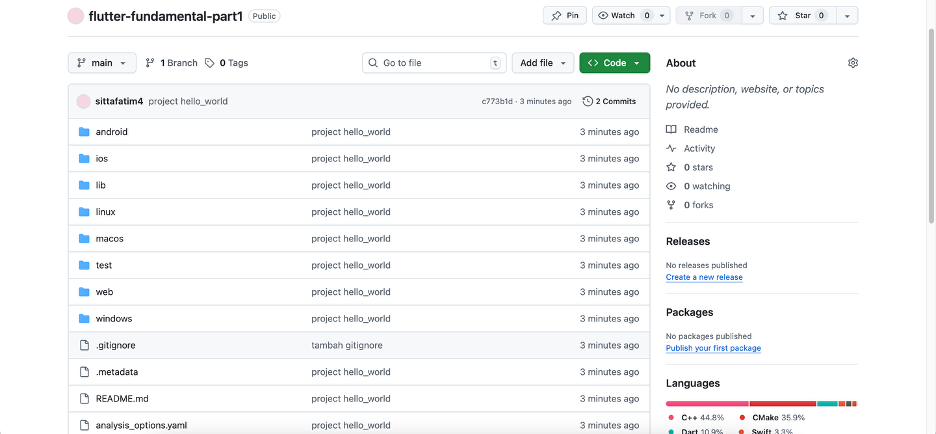 flutter-fundamental-part1 Public Pin Watch 0 Fork 0 Star 0
main 1 Branch 0 Tags Go to file t Add file Code
sittafatim4 project hello_world c773b1d · 3 minutes ago 2 Commits
android project hello_world 3 minutes ago
ios project hello_world 3 minutes ago
lib project hello_world 3 minutes ago
linux project hello_world 3 minutes ago
macos project hello_world 3 minutes ago
test project hello_world 3 minutes ago
web project hello_world 3 minutes ago
windows project hello_world 3 minutes ago
.gitignore tambah gitignore 3 minutes ago
.metadata project hello_world 3 minutes ago
README.md project hello_world 3 minutes ago
analysis_options.yaml project hello_world 3 minutes ago
About
No description, website, or topics
provided.
Readme
Activity
0 stars
0 watching
0 forks
Releases
No releases published
Create a new release
Packages
No packages published
Publish your first package
Languages
C++ 44.8% CMake 35.9%
Dart 10.9% Swift 3.3%